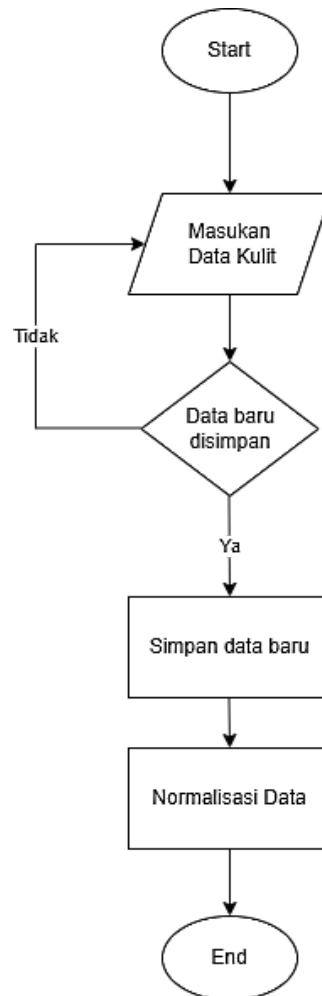 Start
Masukan
Data Kulit
Tidak
Data baru
disimpan
Ya
Simpan data baru
Normalisasi Data
End